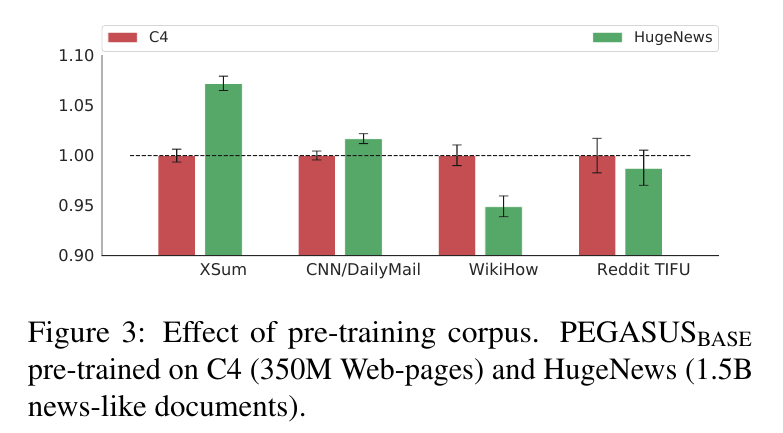 C4 HugeNews
1.10
1.05
1.00
0.95
0.90
XSum CNN/DailyMail WikiHow Reddit TIFU
Figure 3: Effect of pre-training corpus. PEGASUSBASE
pre-trained on C4 (350M Web-pages) and HugeNews (1.5B
news-like documents).